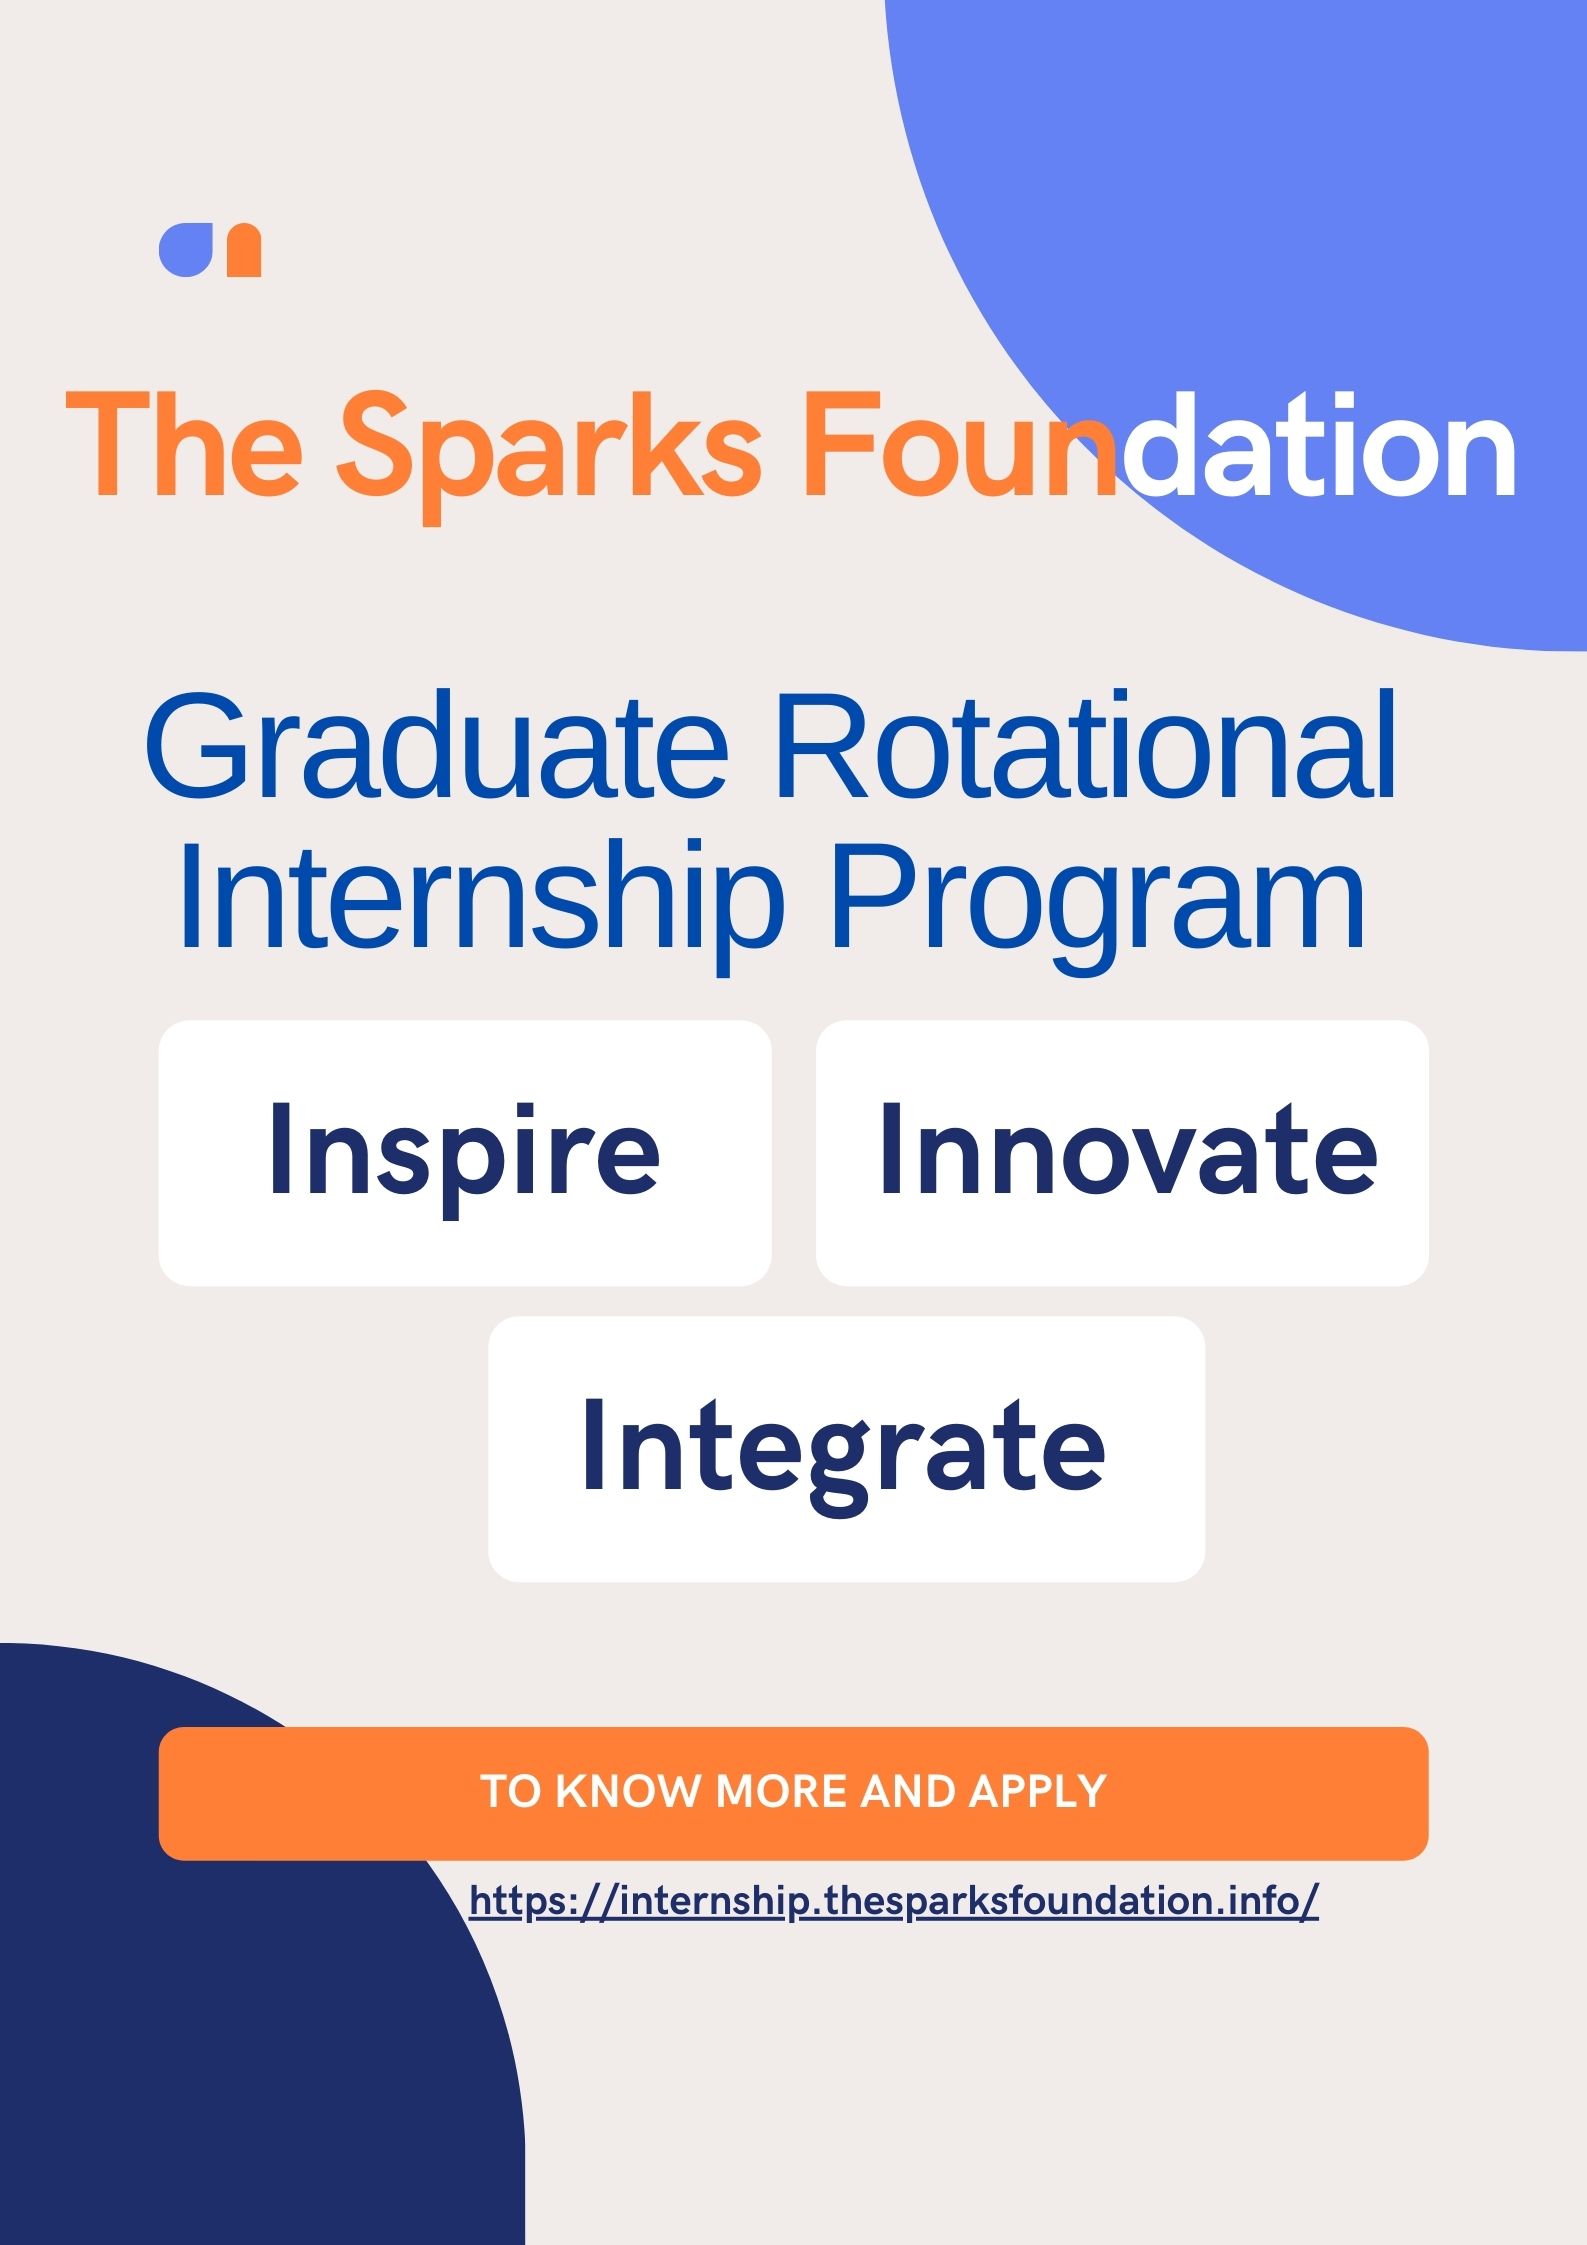 The Sparks Foundation
Graduate Rotational
Internship Program
Inspire
Innovate
Integrate
TO KNOW MORE AND APPLY
https://internship.thesparksfoundation.info/